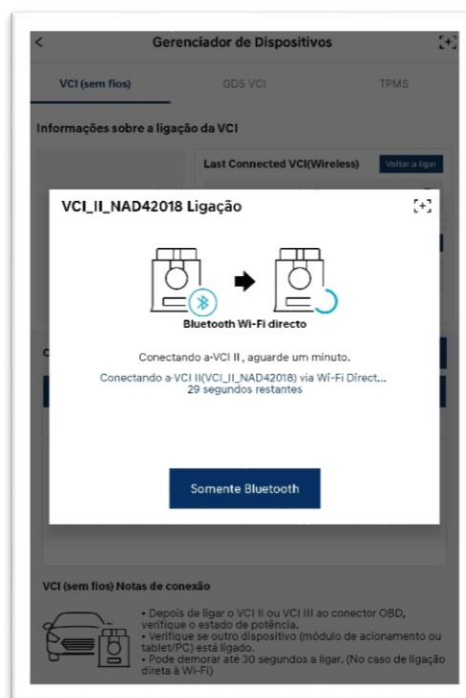 Gerenciador de Dispositivos
VCI (sem fios)
GDS VCI
TPMS
Informações sobre a ligação da VCI
Last Connected VCI(Wireless)
Voltar a ligar
VCI_II_NAD42018 Ligação
Bluetooth Wi-Fi directo
Conectando a-VCI II , aguarde um minuto.
Conectando a-VCI II(VCI_II_NAD42018) via Wi-Fi Direct...
29 segundos restantes
Somente Bluetooth
VCI (sem fios) Notas de conexão
• Depois de ligar o VCI II ou VCI III ao conector OBD,
verifique o estado de potência.
• Verifique se outro dispositivo (módulo de acionamento ou
tablet/PC) está ligado.
• Pode demorar até 30 segundos a ligar. (No caso de ligação
direta à Wi-Fi)